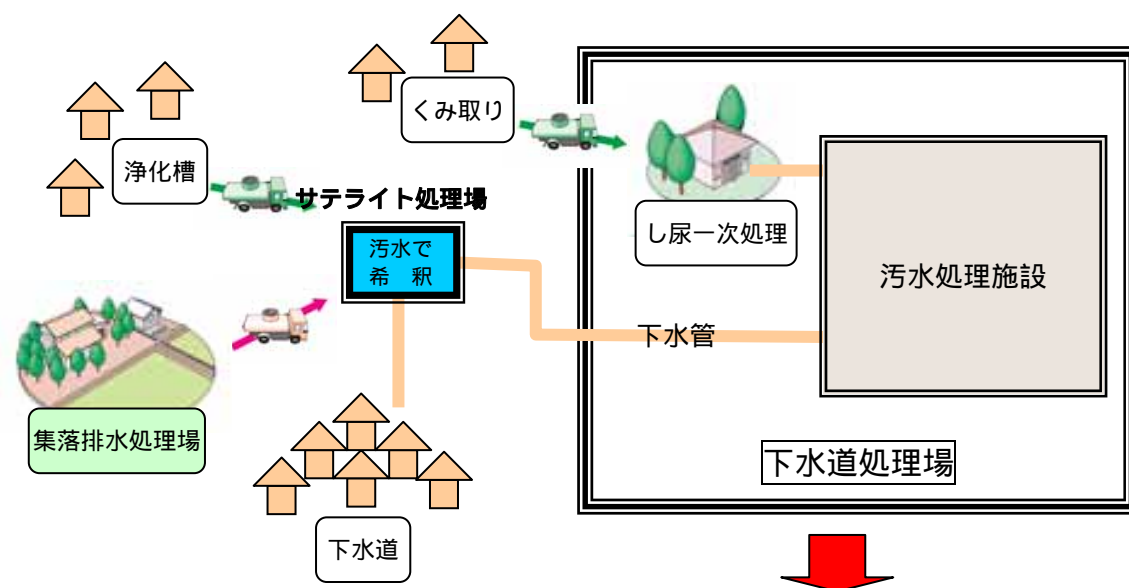 くみ取り
浄化槽
サテライト処理場
汚水で
希　釈
し尿一次処理
汚水処理施設
下水管
集落排水処理場
下水道処理場
下水道